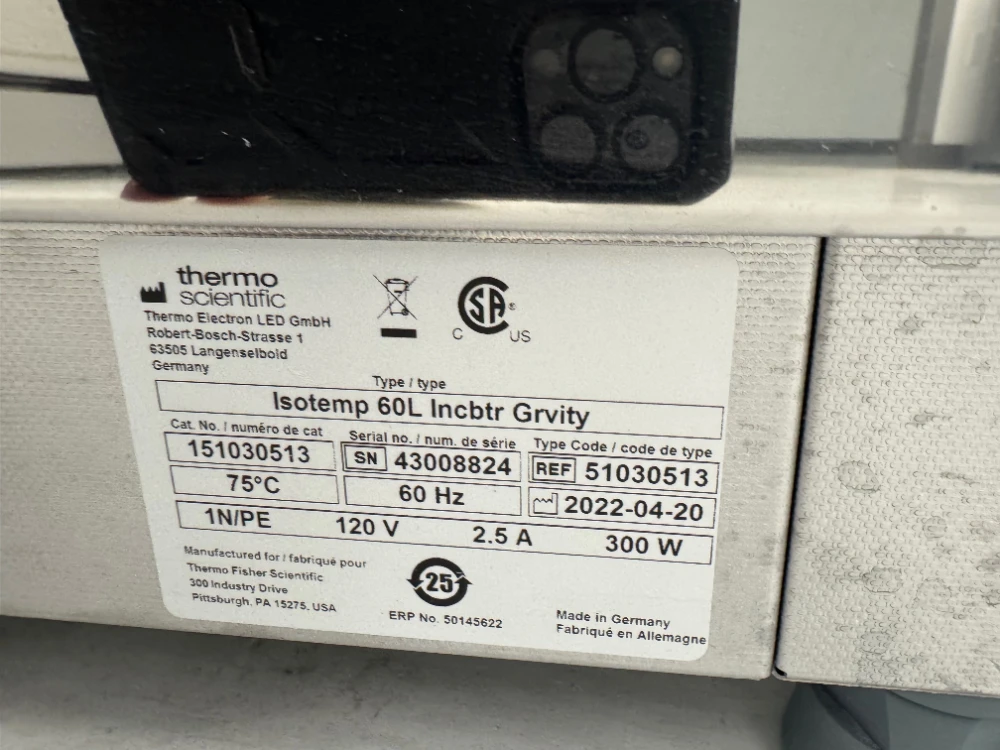 thermo
scientific
Thermo Electron LED GmbH
Robert-Bosch-Strasse 1
63505 Langenselbold
Germany
SA
C US
®
Type / type
Isotemp 60L Incbtr Grvity
Cat. No. / numéro de cat
Serial no. / num. de série
Type Code / code de type
151030513
SN 43008824
REF 51030513
75°C
60 Hz
2022-04-20
1N/PE 120 V 2.5 A 300 W
Manufactured for / fabriqué pour
Thermo Fisher Scientific
300 Industry Drive
Pittsburgh, PA 15275, USA
25
ERP No. 50145622
Made in Germany
Fabriqué en Allemagne